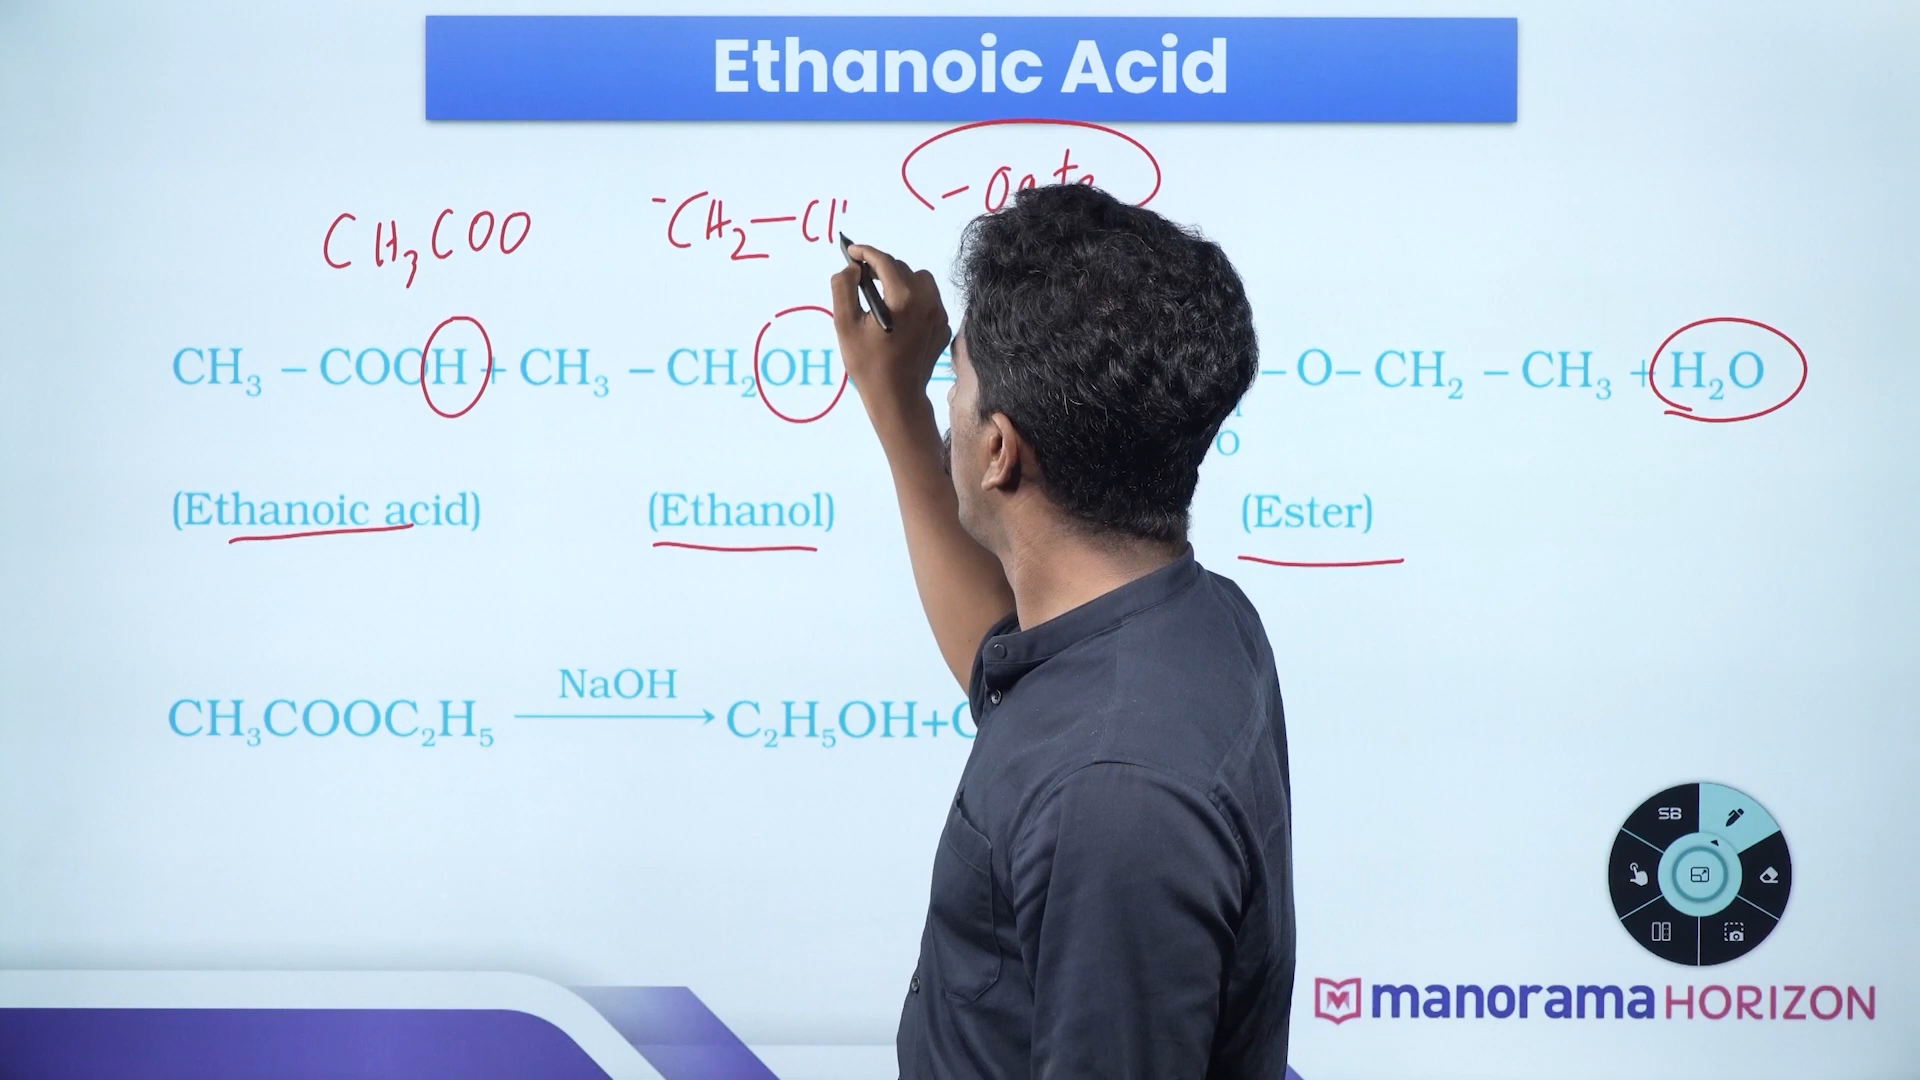 Ethanoic Acid
-Oate
CH3COO -CH2-CH
CH3 – COOH + CH3 – CH2OH – O– CH2 – CH3 + H2O
O
(Ethanoic acid) (Ethanol) (Ester)
NaOH
CH3COOC2H5 → C2H5OH+C
SB
manorama HORIZON